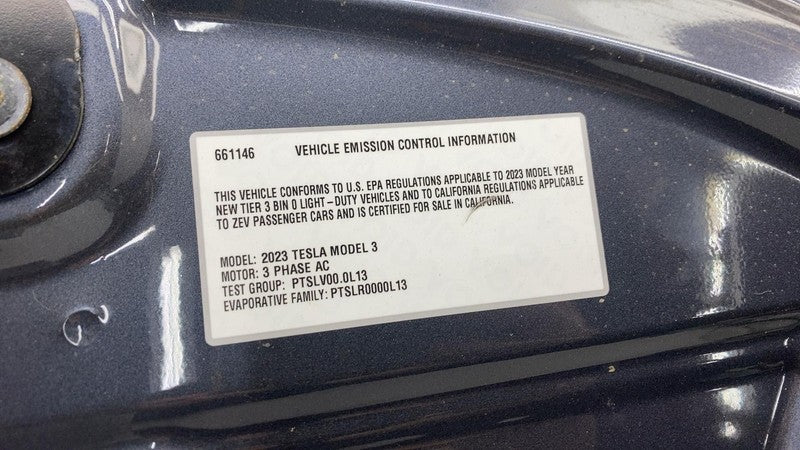 661146 VEHICLE EMISSION CONTROL INFORMATION
THIS VEHICLE CONFORMS TO U.S. EPA REGULATIONS APPLICABLE TO 2023 MODEL YEAR
NEW TIER 3 BIN 0 LIGHT-DUTY VEHICLES AND TO CALIFORNIA REGULATIONS APPLICABLE
TO ZEV PASSENGER CARS AND IS CERTIFIED FOR SALE IN CALIFORNIA.
MODEL: 2023 TESLA MODEL 3
MOTOR: 3 PHASE AC
TEST GROUP: PTSLV00.0L13
EVAPORATIVE FAMILY: PTSLR0000L13